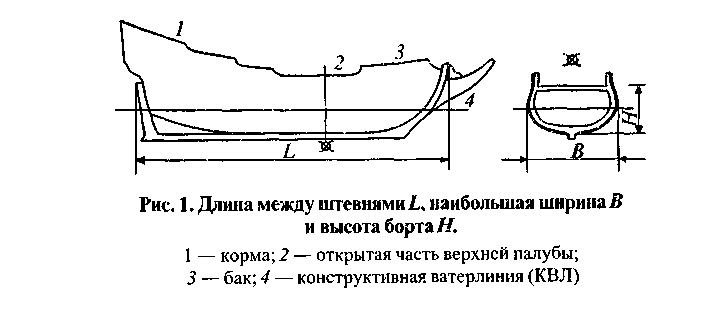 1
2
3
4
L
B
H
Рис. 1. Длина между штевнями L, наибольшая ширина B
и высота борта H.
1 — корма; 2 — открытая часть верхней палубы;
3 — бак; 4 — конструктивная ватерлиния (КВЛ)